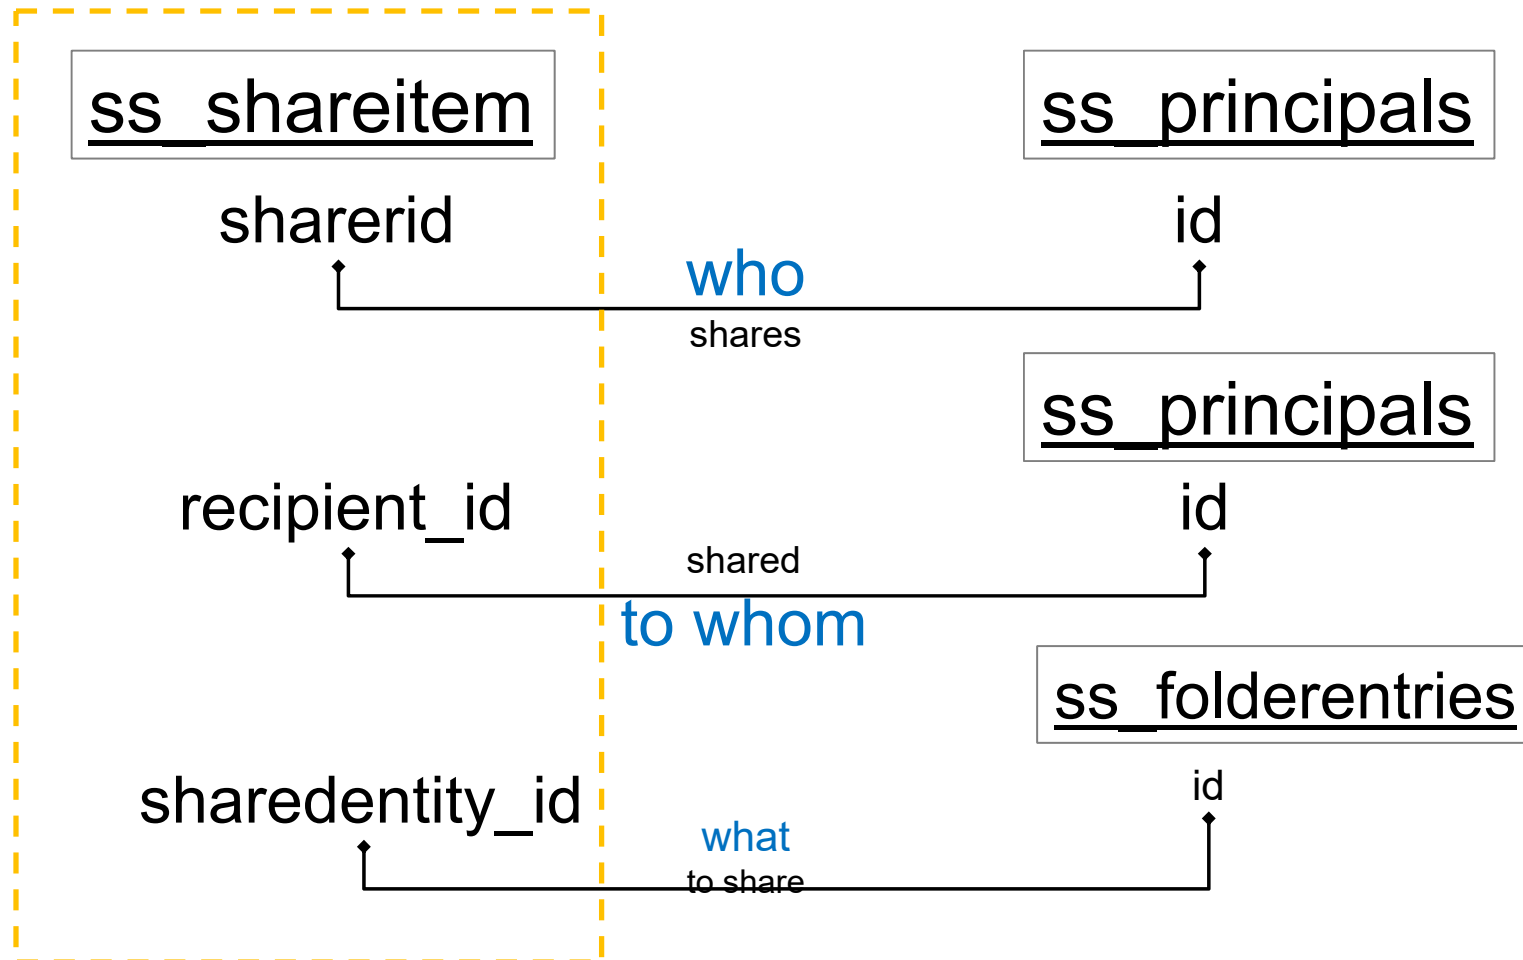 ss_shareitem
ss_principals
sharerid
id
who
shares
ss_principals
recipient_id
id
shared
to whom
ss_folderentries
sharedentity_id
id
what
to share